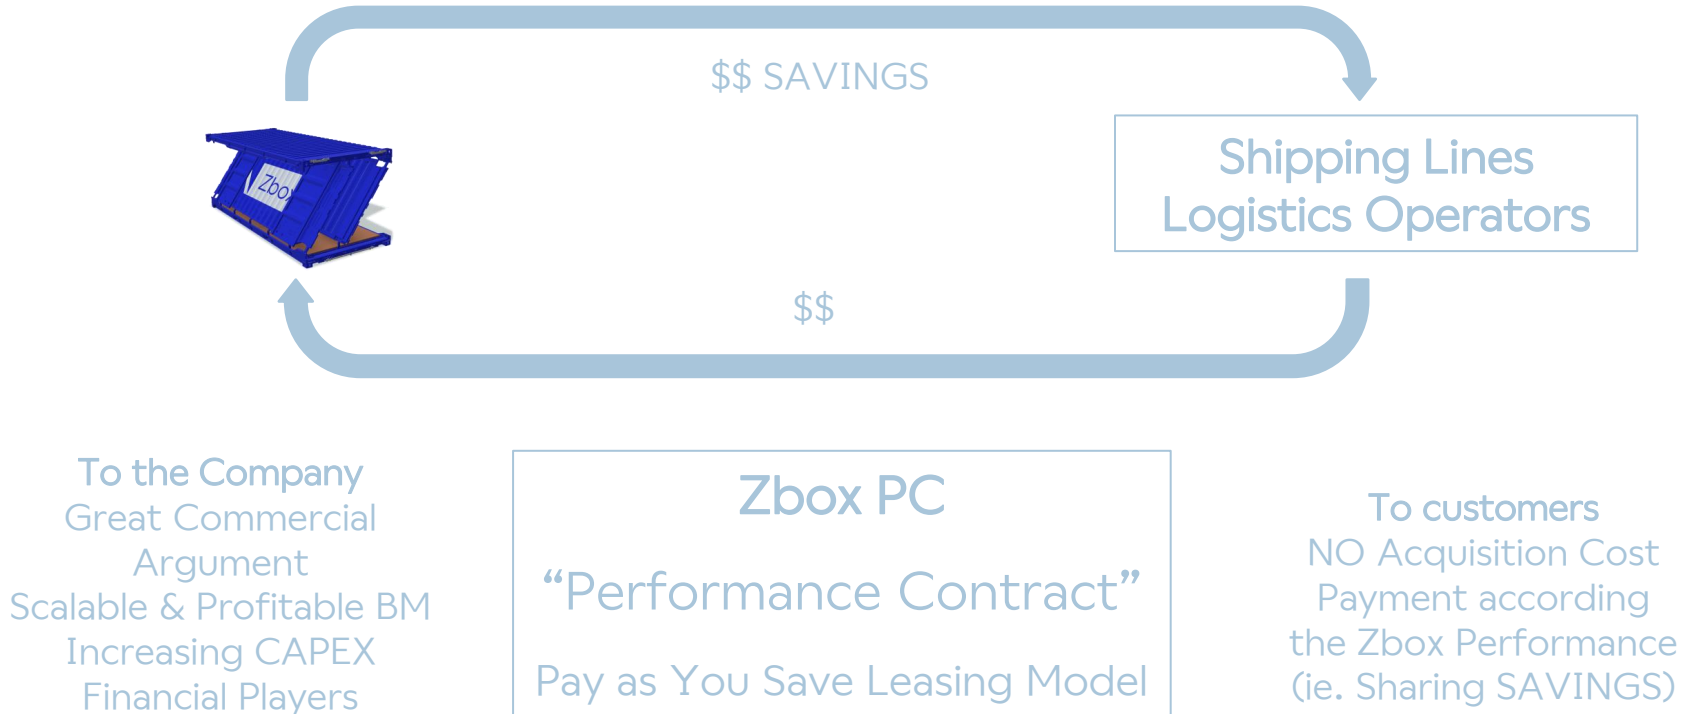 $$ SAVINGS
Zbox
Shipping Lines
Logistics Operators
$$
To the Company
Great Commercial
Argument
Scalable & Profitable BM
Increasing CAPEX
Financial Players
Zbox PC
“Performance Contract”
Pay as You Save Leasing Model
To customers
NO Acquisition Cost
Payment according
the Zbox Performance
(ie. Sharing SAVINGS)